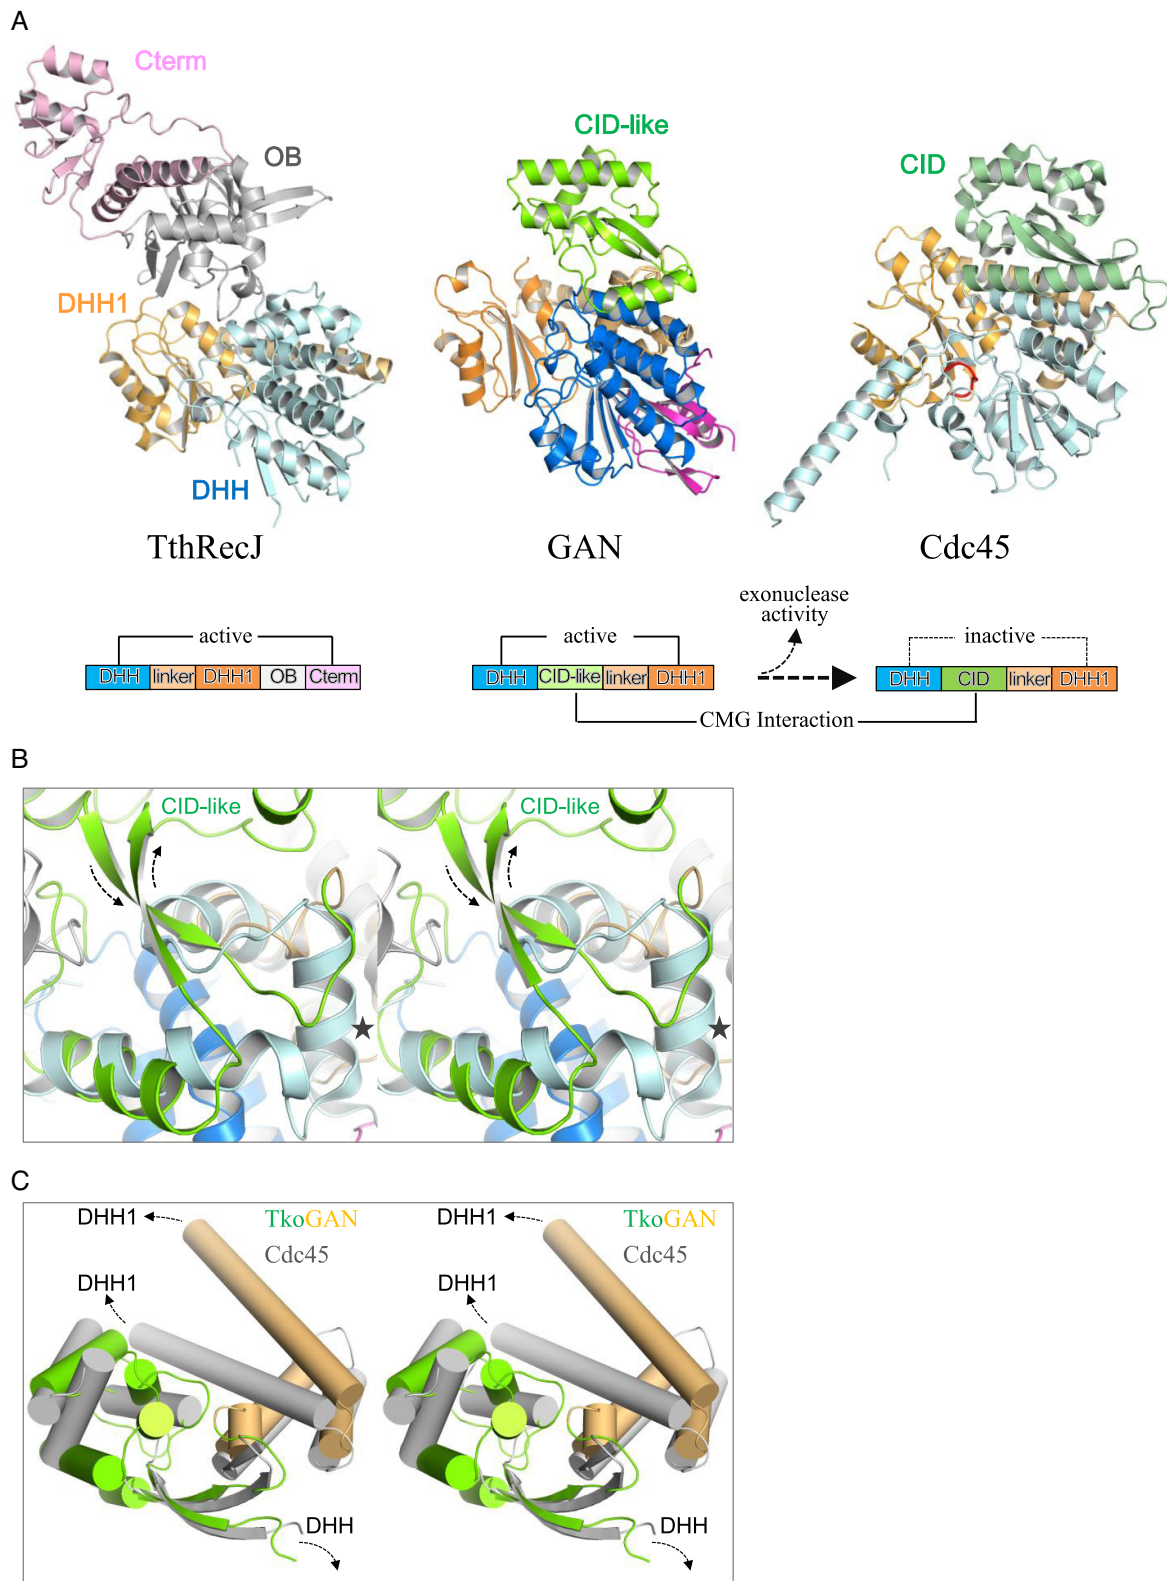 A
Cterm
OB
CID-like
CID
DHH1
DHH
TthRecJ
GAN
Cdc45
exonuclease
activity
active
active
inactive
DHH linker DHH1 OB Cterm
DHH CID-like linker DHH1
DHH CID linker DHH1
CMG Interaction
B
CID-like
CID-like
C
DHH1
TkoGAN
Cdc45
DHH1
DHH
DHH1
TkoGAN
Cdc45
DHH1
DHH